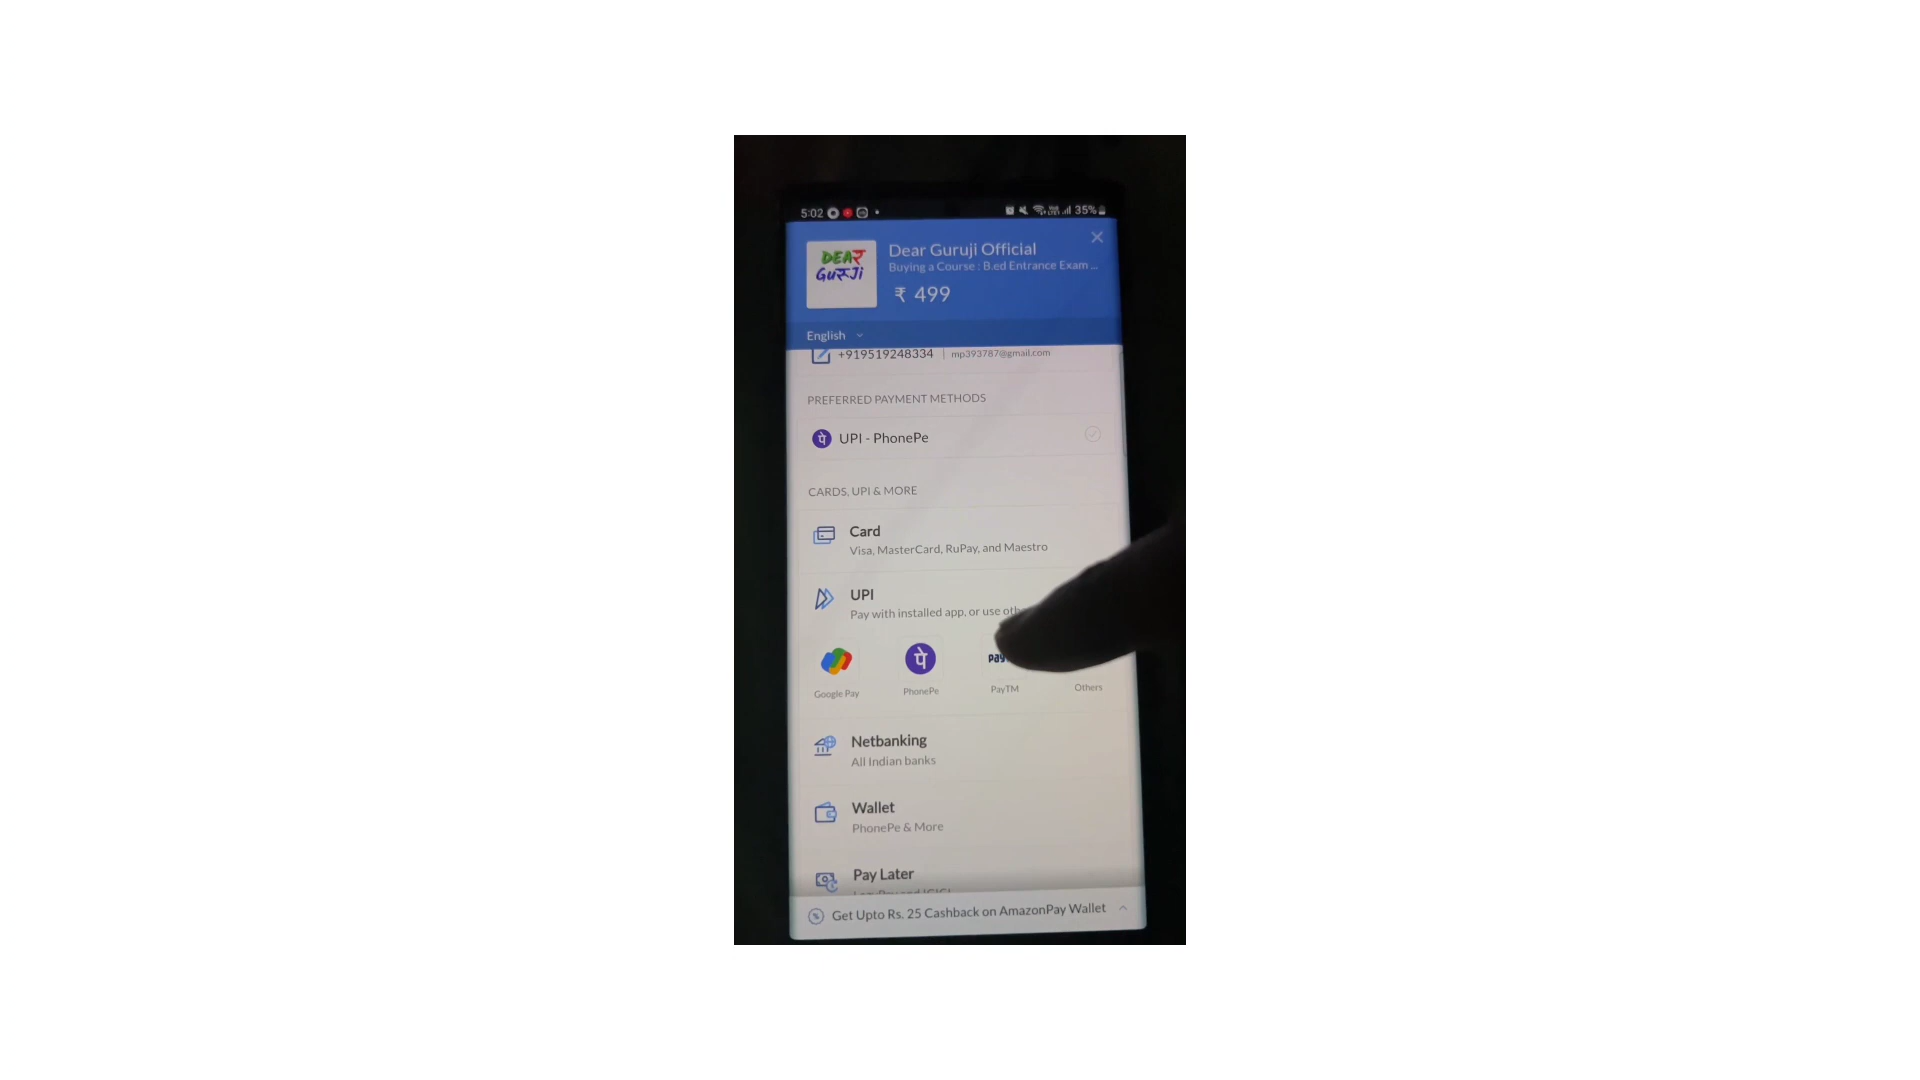 5:02
35%
DEAR
GURUJI
Dear Guruji Official
Buying a Course : B.ed Entrance Exam ...
₹ 499
English
+919519248334 | mp393787@gmail.com
PREFERRED PAYMENT METHODS
पे UPI - PhonePe
CARDS, UPI & MORE
Card
Visa, MasterCard, RuPay, and Maestro
UPI
Pay with installed app, or use
पे
Google Pay PhonePe PayTM Others
Netbanking
All Indian banks
Wallet
PhonePe & More
Pay Later
Get Upto Rs. 25 Cashback on AmazonPay Wallet